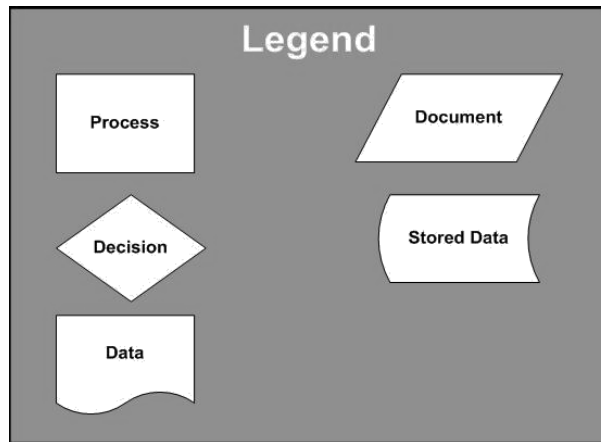 Legend
Process
Document
Decision
Stored Data
Data